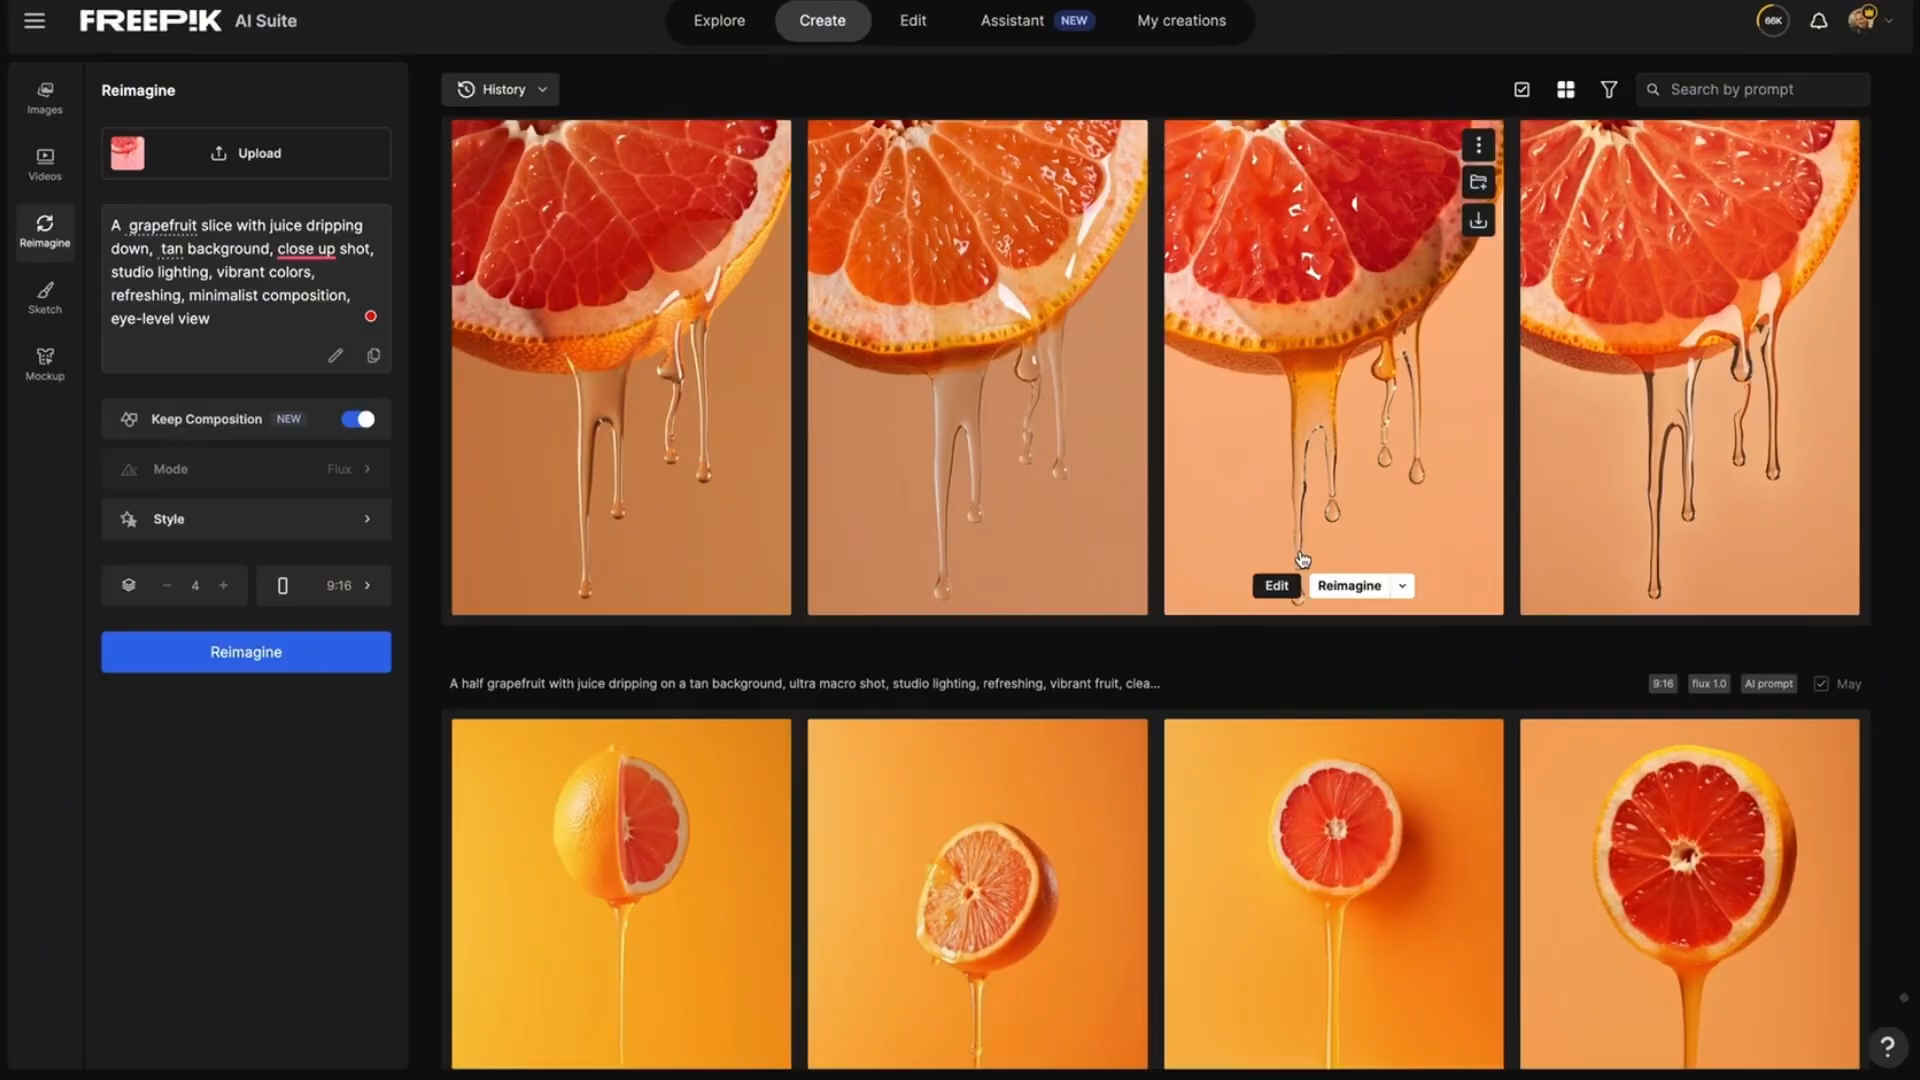 FREEP!K AI Suite
Explore
Create
Edit
Assistant NEW
My creations
66K
Images
Videos
Reimagine
Sketch
Mockup
Reimagine
Upload
A grapefruit slice with juice dripping
down, tan background, close up shot,
studio lighting, vibrant colors,
refreshing, minimalist composition,
eye-level view
Keep Composition NEW
Mode Flux
Style
4
9:16
Reimagine
History
Search by prompt
Edit
Reimagine
A half grapefruit with juice dripping on a tan background, ultra macro shot, studio lighting, refreshing, vibrant fruit, clea...
9:16 flux 1.0 AI prompt May
?